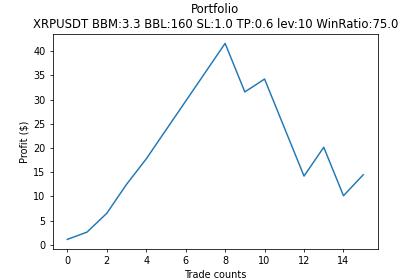 Portfolio
XRPUSDT BBM:3.3 BBL:160 SL:1.0 TP:0.6 lev:10 WinRatio:75.0
40
35
30
25
20
15
10
5
0
Profit ($)
0 2 4 6 8 10 12 14
Trade counts